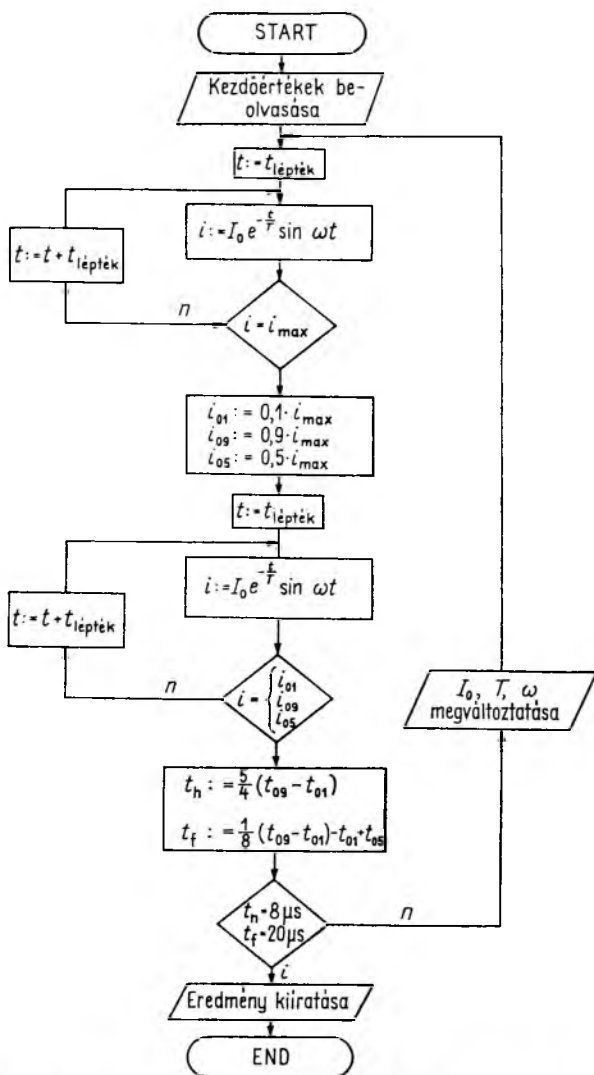 START
Kezdőértékek be-
olvasása
t:=t_lépték
i:=I₀ e^(-t/T) sin ωt
t:=t+t_lépték
n
i=i_max
i₀₁:=0,1·i_max
i₀₉:=0,9·i_max
i₀₅:=0,5·i_max
t:=t_lépték
i:=I₀ e^(-t/T) sin ωt
t:=t+t_lépték
n
i={i₀₁
i₀₉
i₀₅
I₀, T, ω
megváltoztatása
t_h:=5/4(t₀₉-t₀₁)
t_f:=1/8(t₀₉-t₀₁)-t₀₁+t₀₅
t_h=8μs
t_f=20μs
n
i
Eredmény kiíratása
END